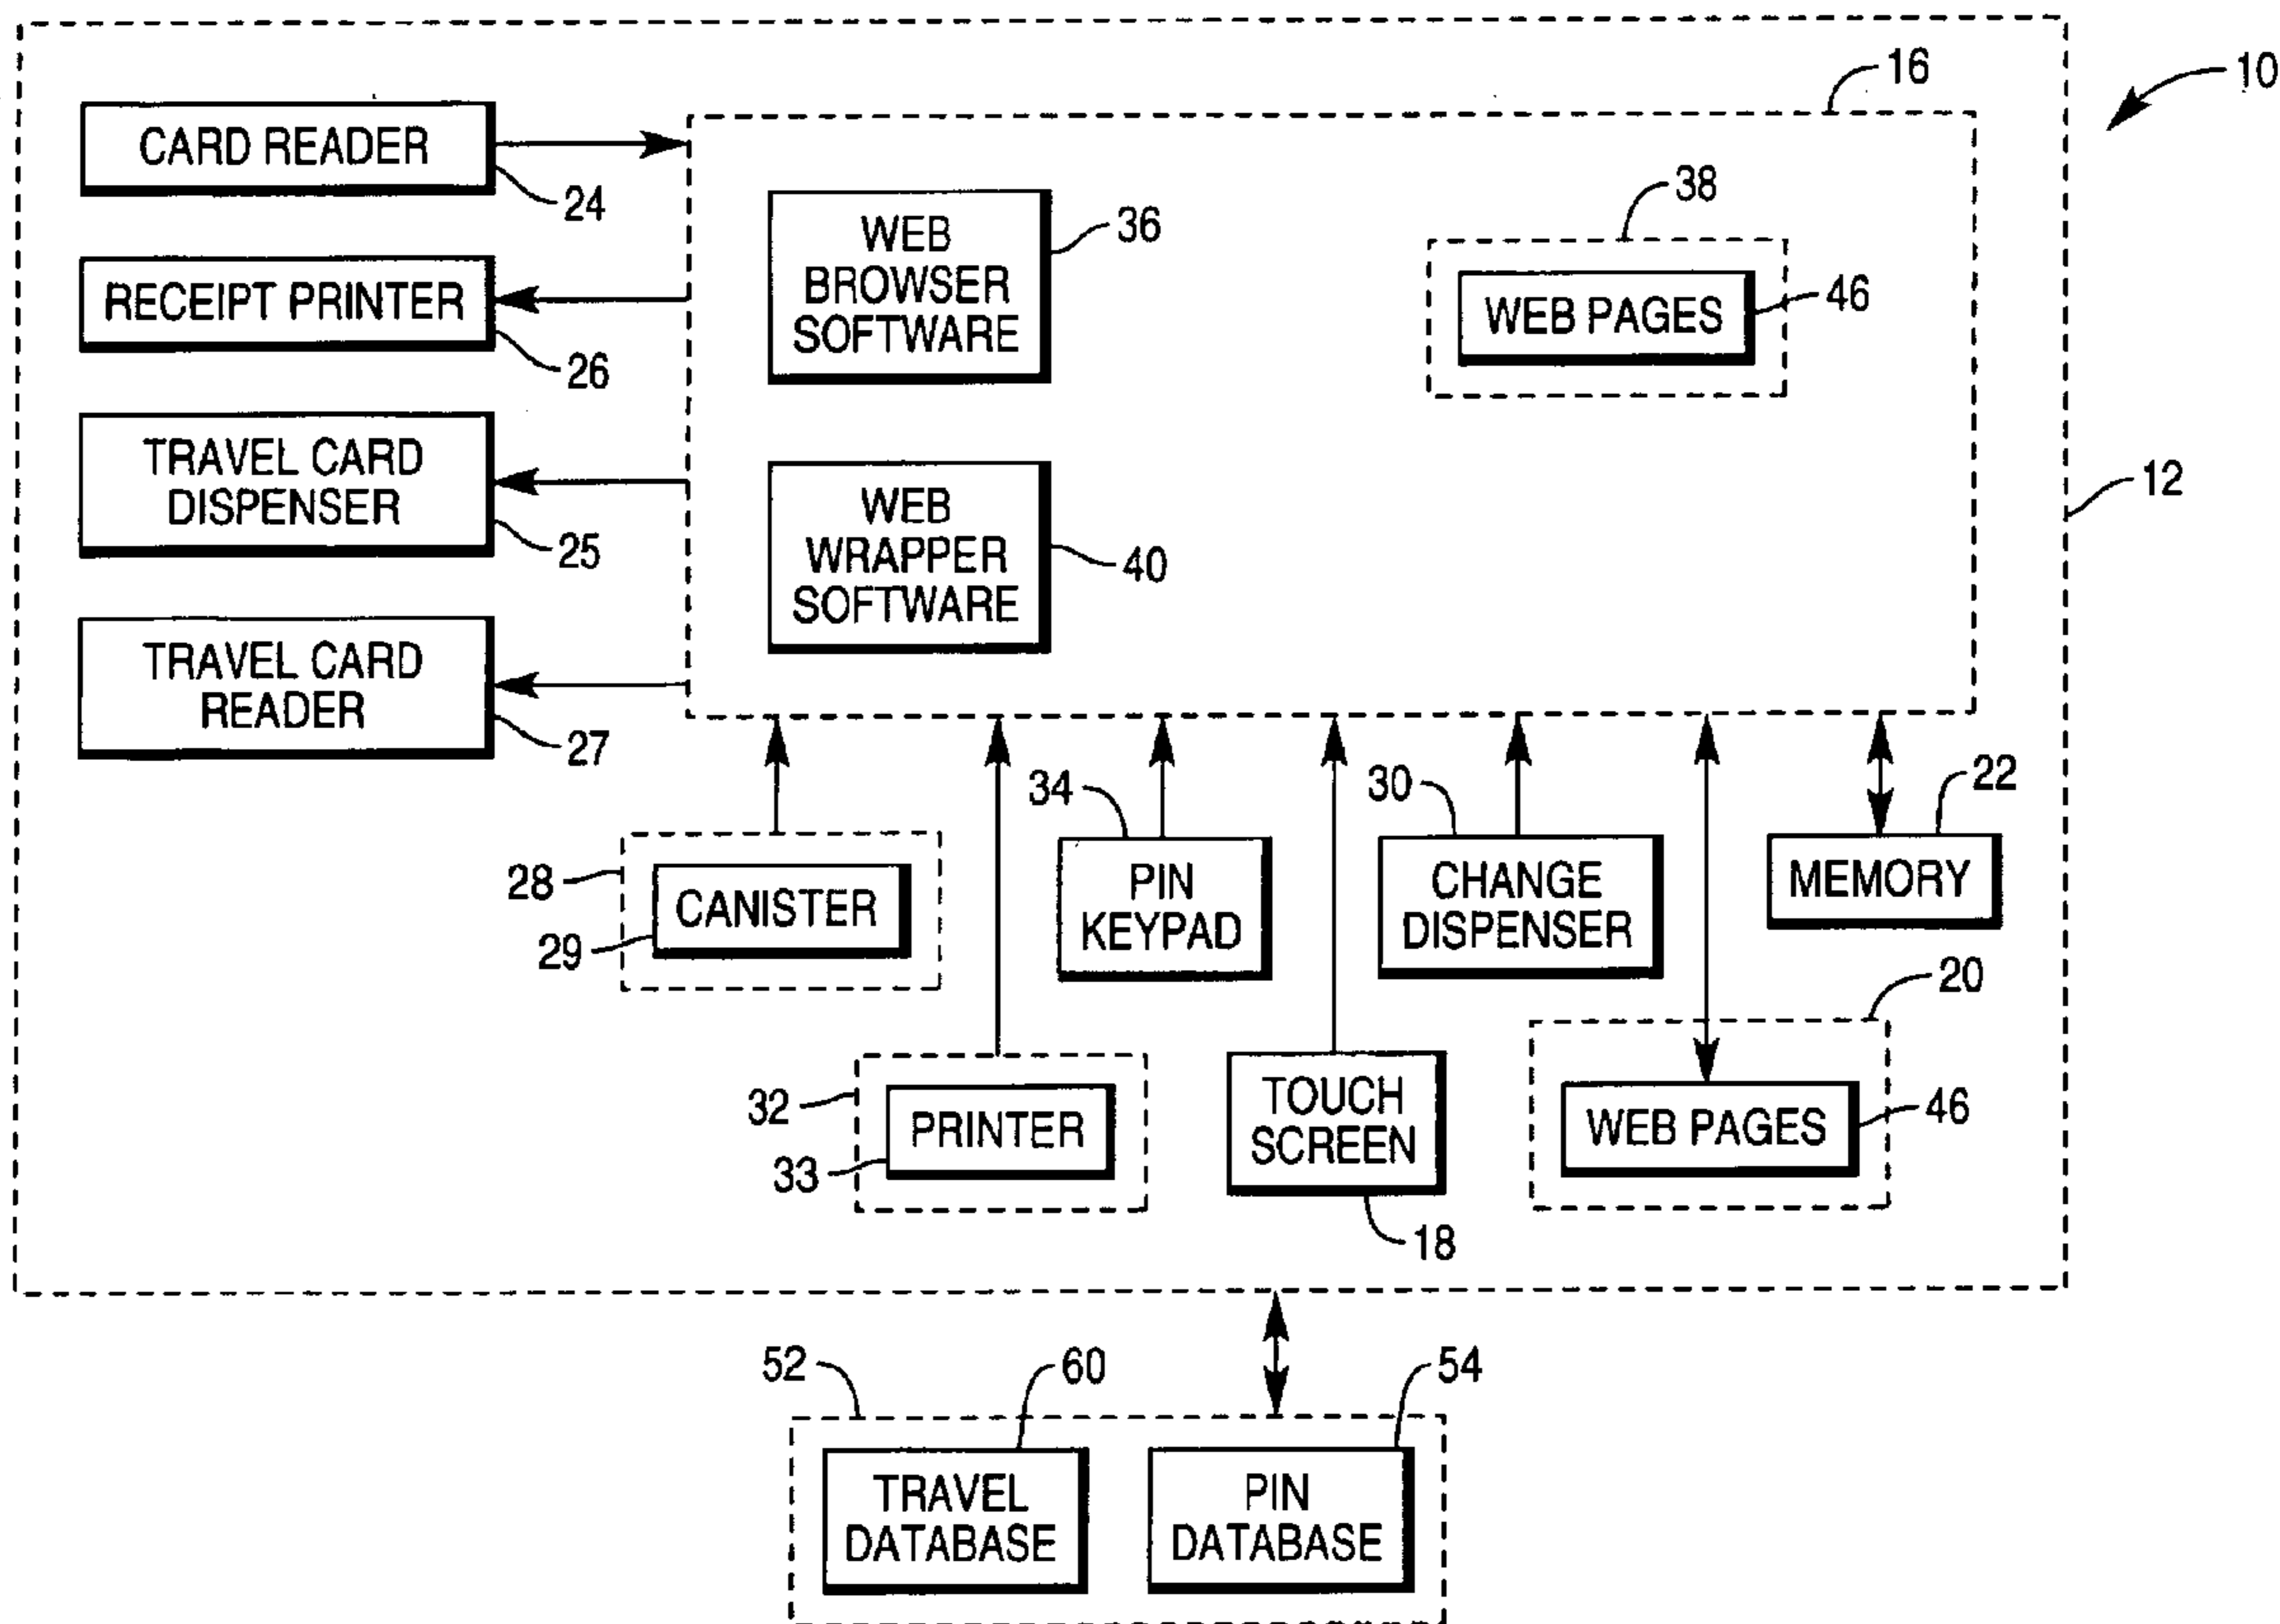 16
10
CARD READER
24
38
WEB
BROWSER
SOFTWARE
36
RECEIPT PRINTER
26
WEB PAGES
46
TRAVEL CARD
DISPENSER
25
WEB
WRAPPER
SOFTWARE
40
12
TRAVEL CARD
READER
27
28
CANISTER
29
34
PIN
KEYPAD
30
CHANGE
DISPENSER
22
MEMORY
20
32
PRINTER
33
TOUCH
SCREEN
18
WEB PAGES
46
52
60
54
TRAVEL
DATABASE
PIN
DATABASE